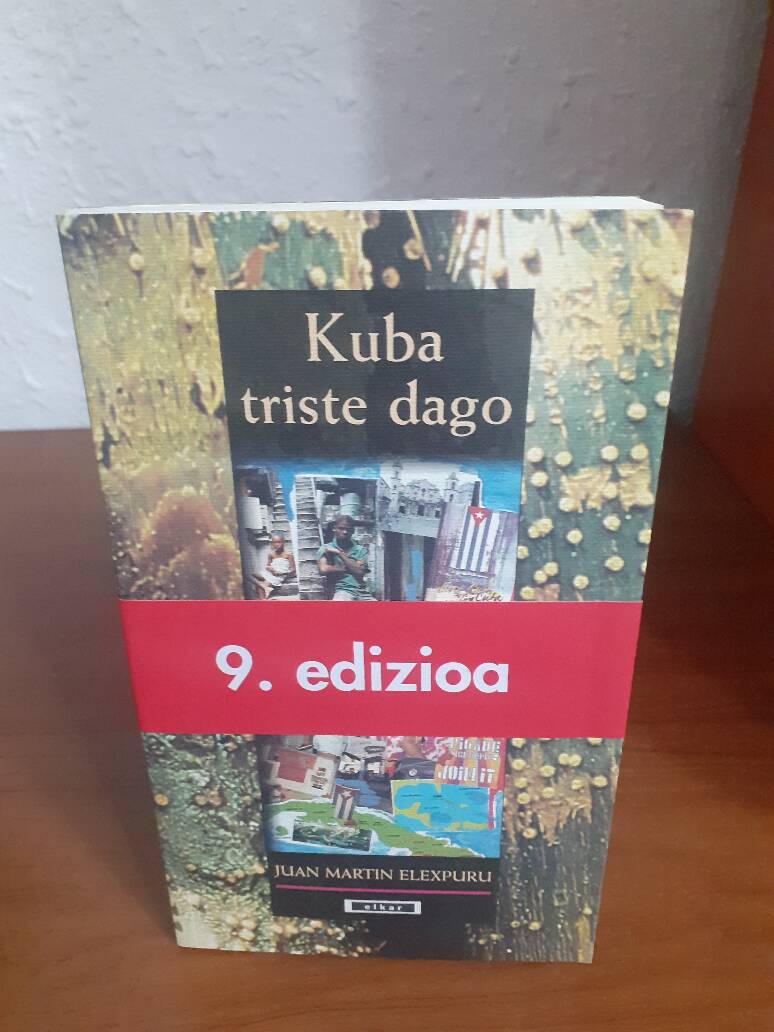 Kuba
triste dago
9. edizioa
JUAN MARTIN ELEXPURU
elkar